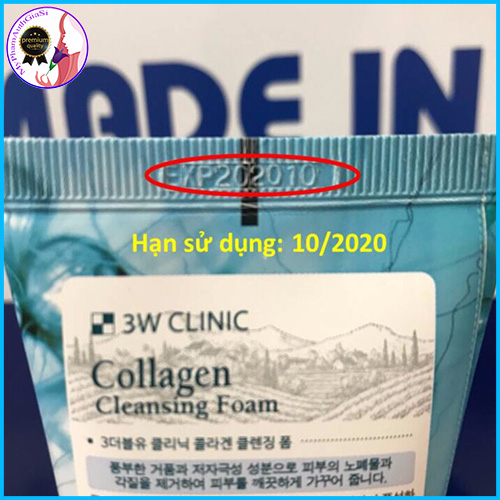 MyPhamAnhGiaSi
premium
quality
MADE IN
EXP202010
Hạn sử dụng: 10/2020
3W CLINIC
Collagen
Cleansing Foam
• 3더블유 클리닉 콜라겐 클렌징 폼
풍부한 거품과 저자극성 성분으로 피부의 노폐물과
각질을 제거하여 피부를 깨끗하게 가꾸어 줍니다.